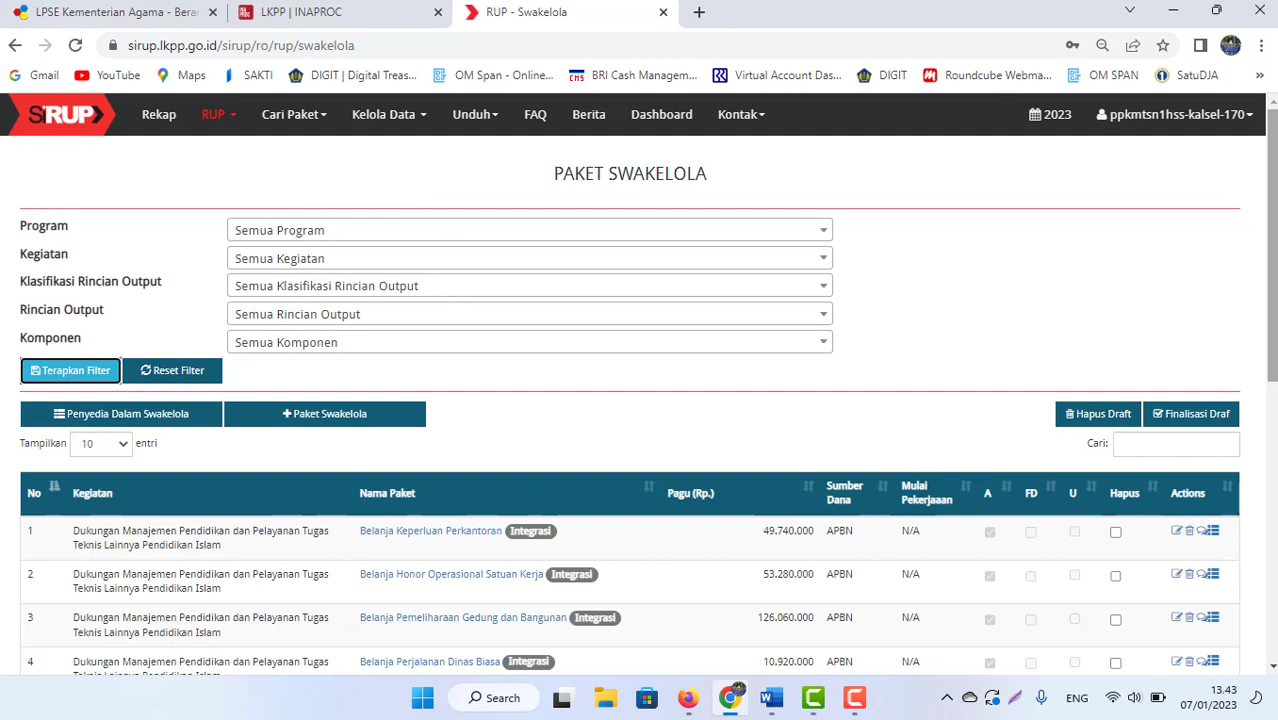 LPSE Kementerian Agama - Bera
LKPP | INAPROC
RUP - Swakelola
sirup.lkpp.go.id/sirup/ro/rup/swakelola
Gmail YouTube Maps SAKTI DIGIT | Digital Treas... OM Span - Online... BRI Cash Managem... Virtual Account Das... DIGIT Roundcube Webma... OM SPAN SatuDJA »
SiRUP Rekap RUP Cari Paket Kelola Data Unduh FAQ Berita Dashboard Kontak 2023 ppkmtsn1hss-kalsel-170
PAKET SWAKELOLA
Program Semua Program
Kegiatan Semua Kegiatan
Klasifikasi Rincian Output Semua Klasifikasi Rincian Output
Rincian Output Semua Rincian Output
Komponen Semua Komponen
Terapkan Filter Reset Filter
Penyedia Dalam Swakelola Paket Swakelola Hapus Draft Finalisasi Draf
Tampilkan 10 entri Cari:
No Kegiatan Nama Paket Pagu (Rp.) Sumber Dana Mulai Pekerjaaan A FD U Hapus Actions
1 Dukungan Manajemen Pendidikan dan Pelayanan Tugas Belanja Keperluan Perkantoran Integrasi 49.740.000 APBN N/A
Teknis Lainnya Pendidikan Islam
2 Dukungan Manajemen Pendidikan dan Pelayanan Tugas Belanja Honor Operasional Satuan Kerja Integrasi 53.280.000 APBN N/A
Teknis Lainnya Pendidikan Islam
3 Dukungan Manajemen Pendidikan dan Pelayanan Tugas Belanja Pemeliharaan Gedung dan Bangunan Integrasi 126.060.000 APBN N/A
Teknis Lainnya Pendidikan Islam
4 Dukungan Manajemen Pendidikan dan Pelayanan Tugas Belanja Perjalanan Dinas Biasa Integrasi 10.920.000 APBN N/A
Search ENG 13.43
07/01/2023